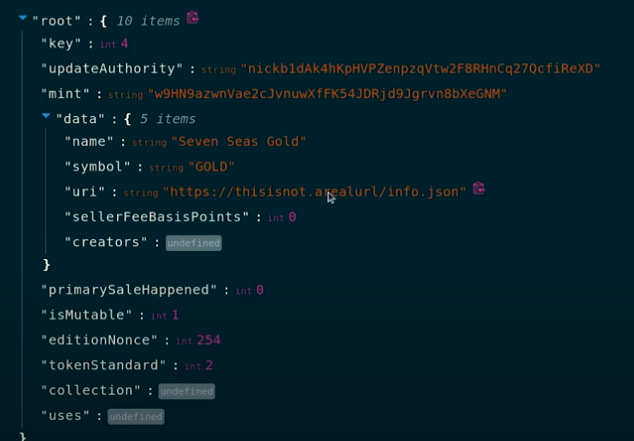 "root" : { 10 items
"key" : int 4
"updateAuthority" : string "nickb1dAk4hKpHVPZenpzqVtw2F8RHnCq27QcfiReXD"
"mint" : string "w9HN9azwnVae2cJvnuwXfFK54JDRjd9Jgrvn8bXeGNM"
"data" : { 5 items
"name" : string "Seven Seas Gold"
"symbol" : string "GOLD"
"uri" : string "https://thisisnot.arealurl/info.json"
"sellerFeeBasisPoints" : int 0
"creators" : undefined
}
"primarySaleHappened" : int 0
"isMutable" : int 1
"editionNonce" : int 254
"tokenStandard" : int 2
"collection" : undefined
"uses" : undefined
}